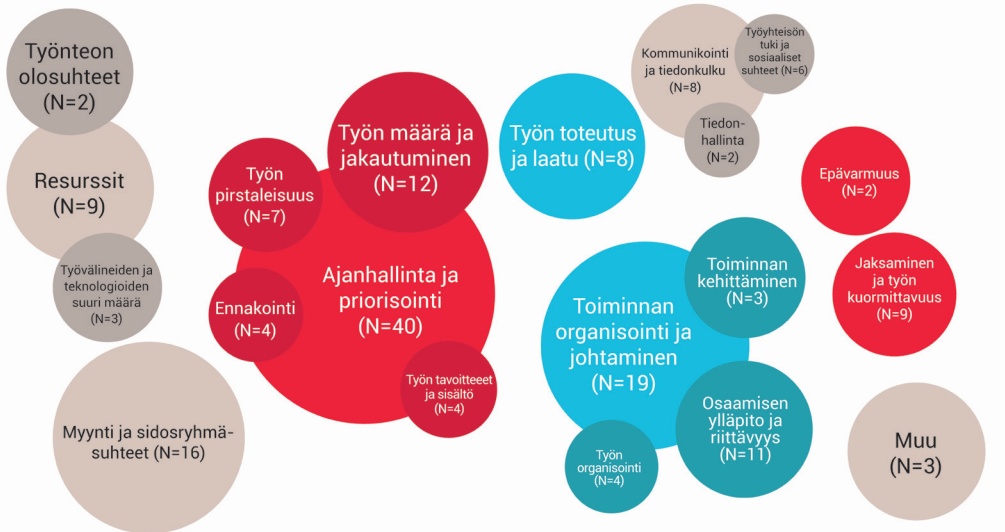 Työnteon
olosuhteet
(N=2)
Resurssit
(N=9)
Työvälineiden ja
teknologioiden
suuri määrä
(N=3)
Myynti ja sidosryhmä-
suhteet (N=16)
Työn määrä ja
jakautuminen
(N=12)
Työn
pirstaleisuus
(N=7)
Ajanhallinta ja
priorisointi
(N=40)
Ennakointi
(N=4)
Työn tavoitteeet
ja sisältö
(N=4)
Työn toteutus
ja laatu (N=8)
Kommunikointi
ja tiedonkulku
(N=8)
Työyhteisön
tuki ja
sosiaaliset
suhteet (N=6)
Tiedon-
hallinta
(N=2)
Toiminnan
organisointi ja
johtaminen
(N=19)
Toiminnan
kehittäminen
(N=3)
Osaamisen
ylläpito ja
riittävyys
(N=11)
Työn
organisointi
(N=4)
Epävarmuus
(N=2)
Jaksaminen
ja työn
kuormittavuus
(N=9)
Muu
(N=3)